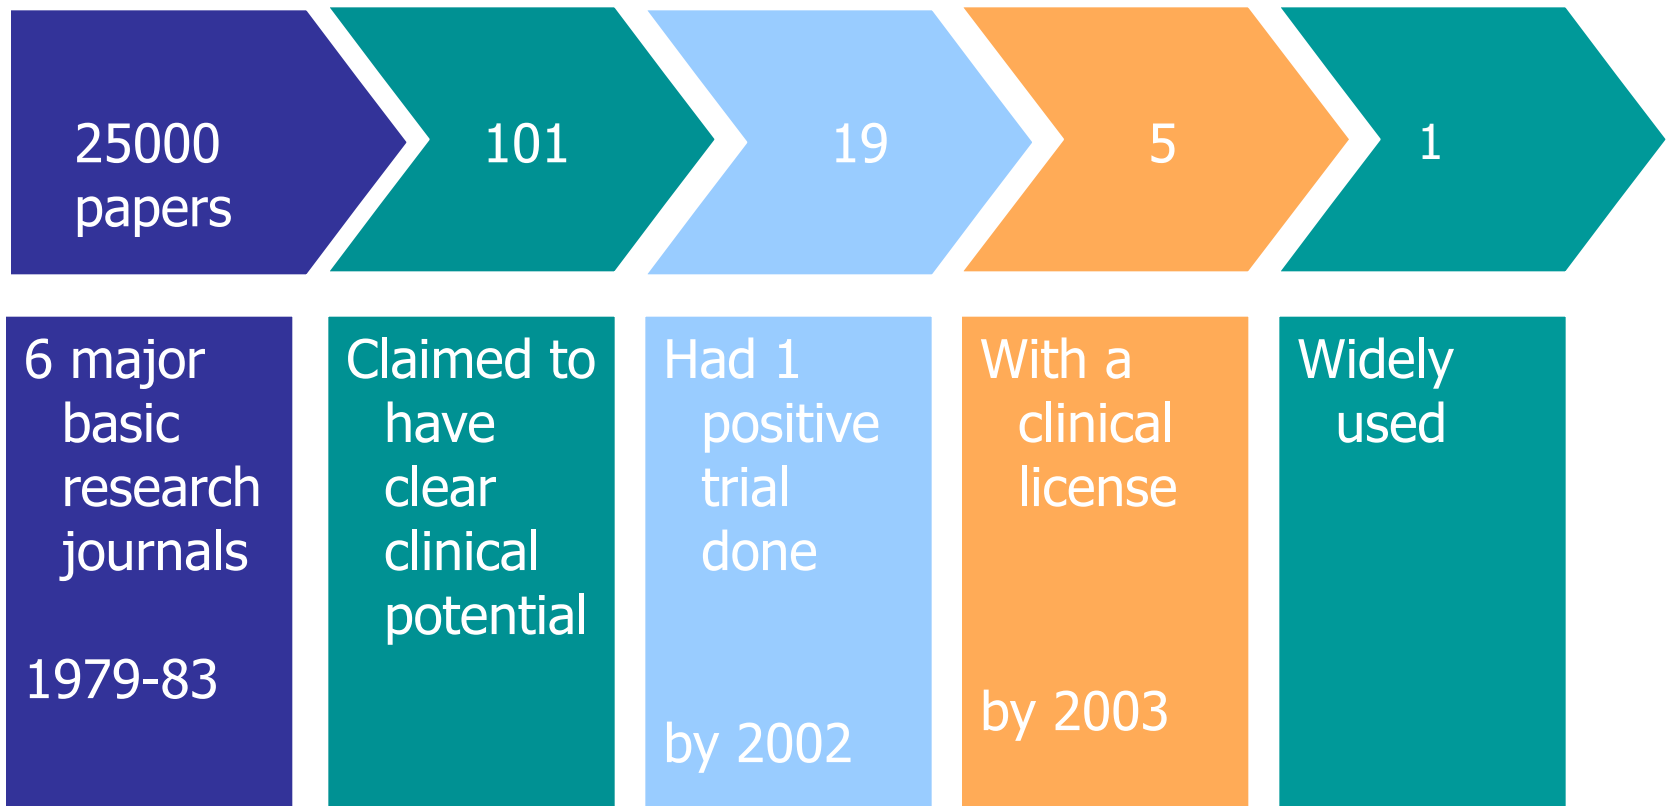 25000
papers
101
19
5
1
6 major
basic
research
journals
1979-83
Claimed to
have
clear
clinical
potential
Had 1
positive
trial
done
by 2002
With a
clinical
license
by 2003
Widely
used